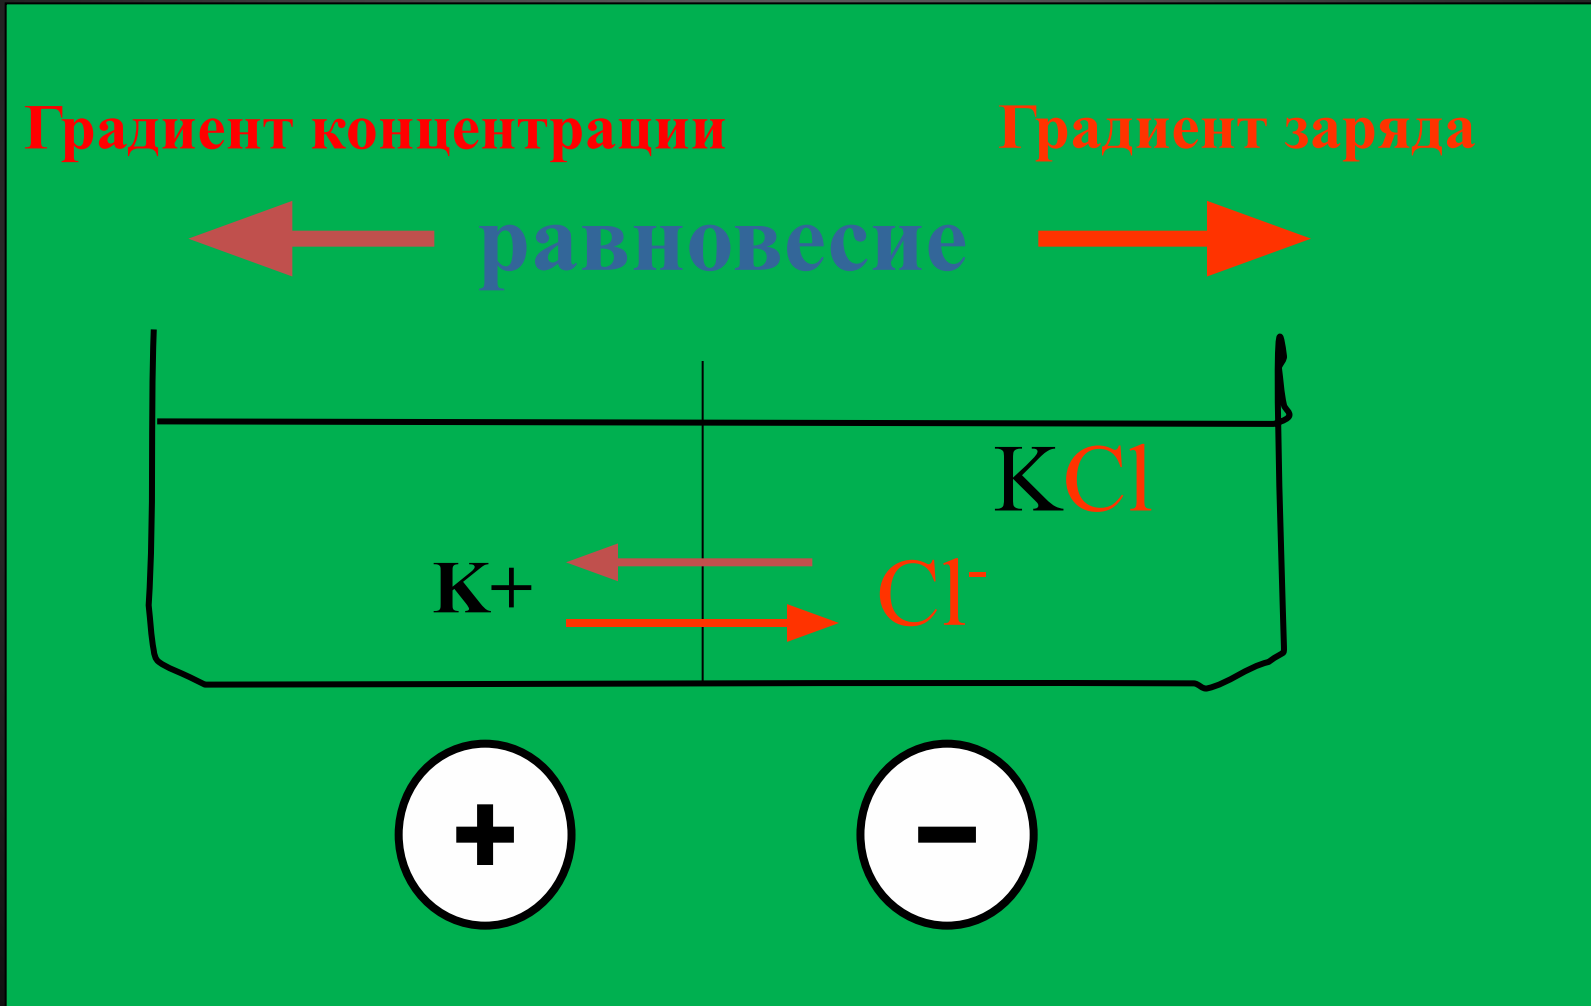 Градиент концентрации
Градиент заряда
равновесие
KCl
K+
Cl-
+
−